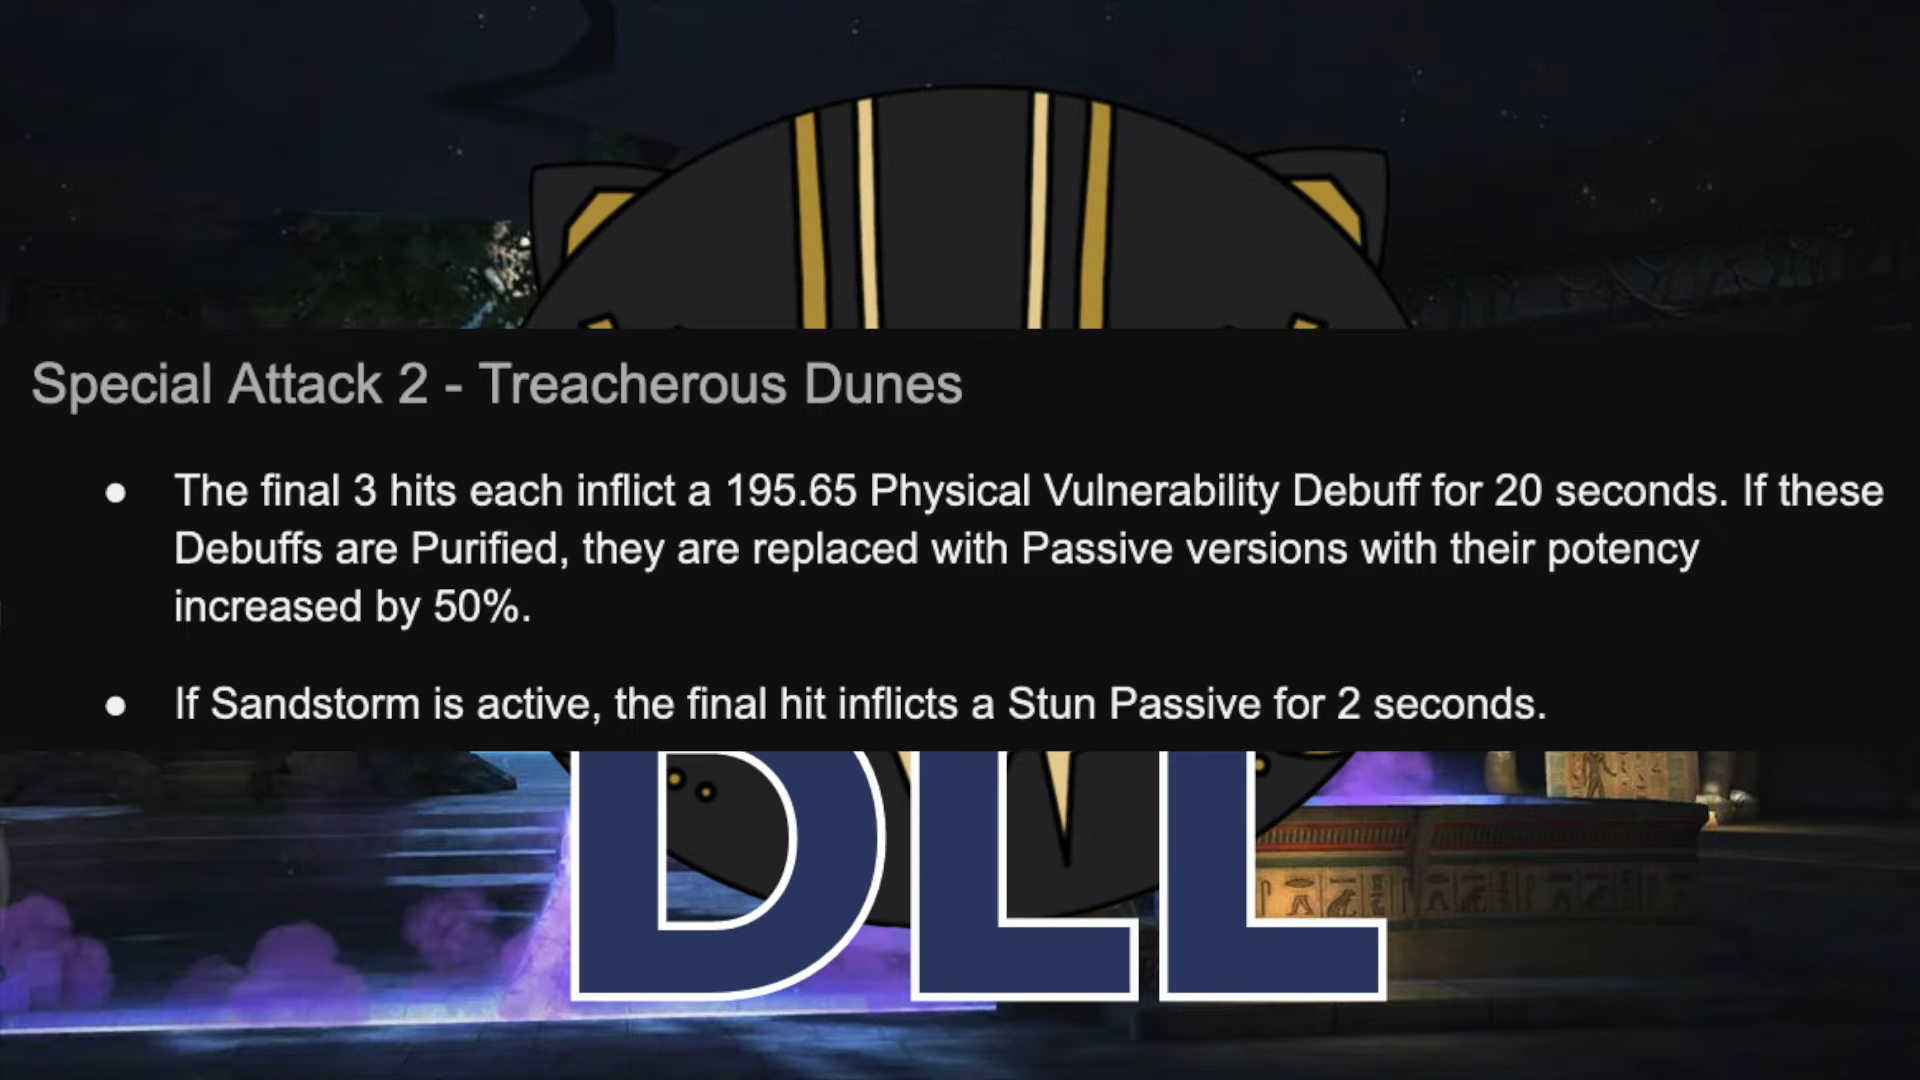 Special Attack 2 - Treacherous Dunes
● The final 3 hits each inflict a 195.65 Physical Vulnerability Debuff for 20 seconds. If these
Debuffs are Purified, they are replaced with Passive versions with their potency
increased by 50%.
● If Sandstorm is active, the final hit inflicts a Stun Passive for 2 seconds.
DLL